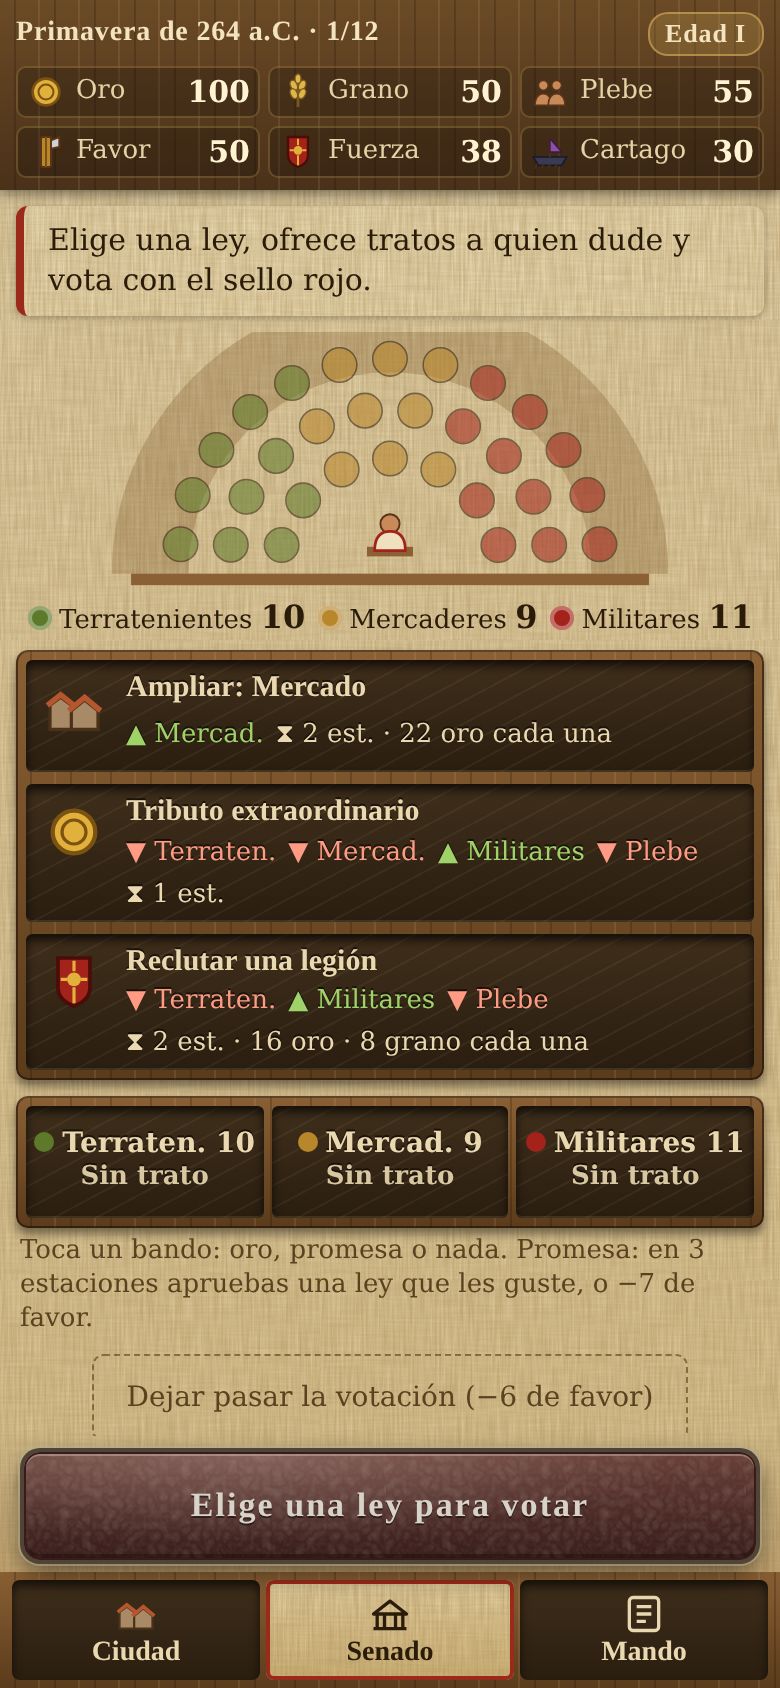 Primavera de 264 a.C. · 1/12
Edad I
Oro 100
Grano 50
Plebe 55
Favor 50
Fuerza 38
Cartago 30
Elige una ley, ofrece tratos a quien dude y
vota con el sello rojo.
Terratenientes 10 Mercaderes 9 Militares 11
Ampliar: Mercado
▲ Mercad. ⧗ 2 est. · 22 oro cada una
Tributo extraordinario
▼ Terraten. ▼ Mercad. ▲ Militares ▼ Plebe
⧗ 1 est.
Reclutar una legión
▼ Terraten. ▲ Militares ▼ Plebe
⧗ 2 est. · 16 oro · 8 grano cada una
Terraten. 10
Sin trato
Mercad. 9
Sin trato
Militares 11
Sin trato
Toca un bando: oro, promesa o nada. Promesa: en 3
estaciones apruebas una ley que les guste, o −7 de
favor.
Dejar pasar la votación (−6 de favor)
Elige una ley para votar
Ciudad
Senado
Mando